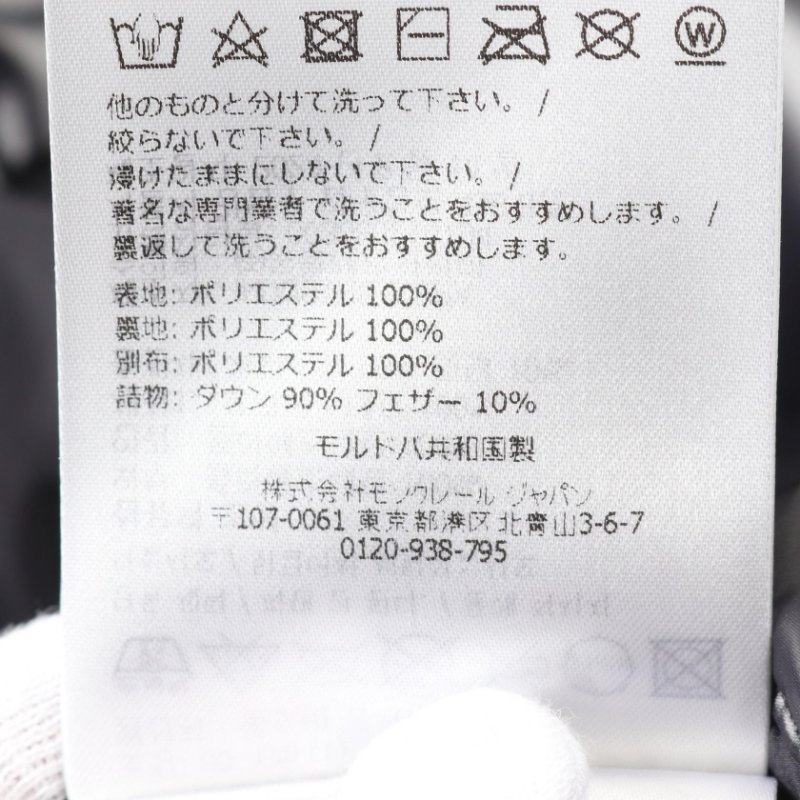 W
他のものと分けて洗って下さい。 /
絞らないで下さい。 /
浸けたままにしないで下さい。 /
著名な専門業者で洗うことをおすすめします。 /
裏返して洗うことをおすすめします。
表地: ポリエステル 100%
裏地: ポリエステル 100%
別布: ポリエステル 100%
詰物: ダウン 90% フェザー 10%
モルドバ共和国製
株式会社モンクレール ジャパン
〒107-0061 東京都港区北青山3-6-7
0120-938-795